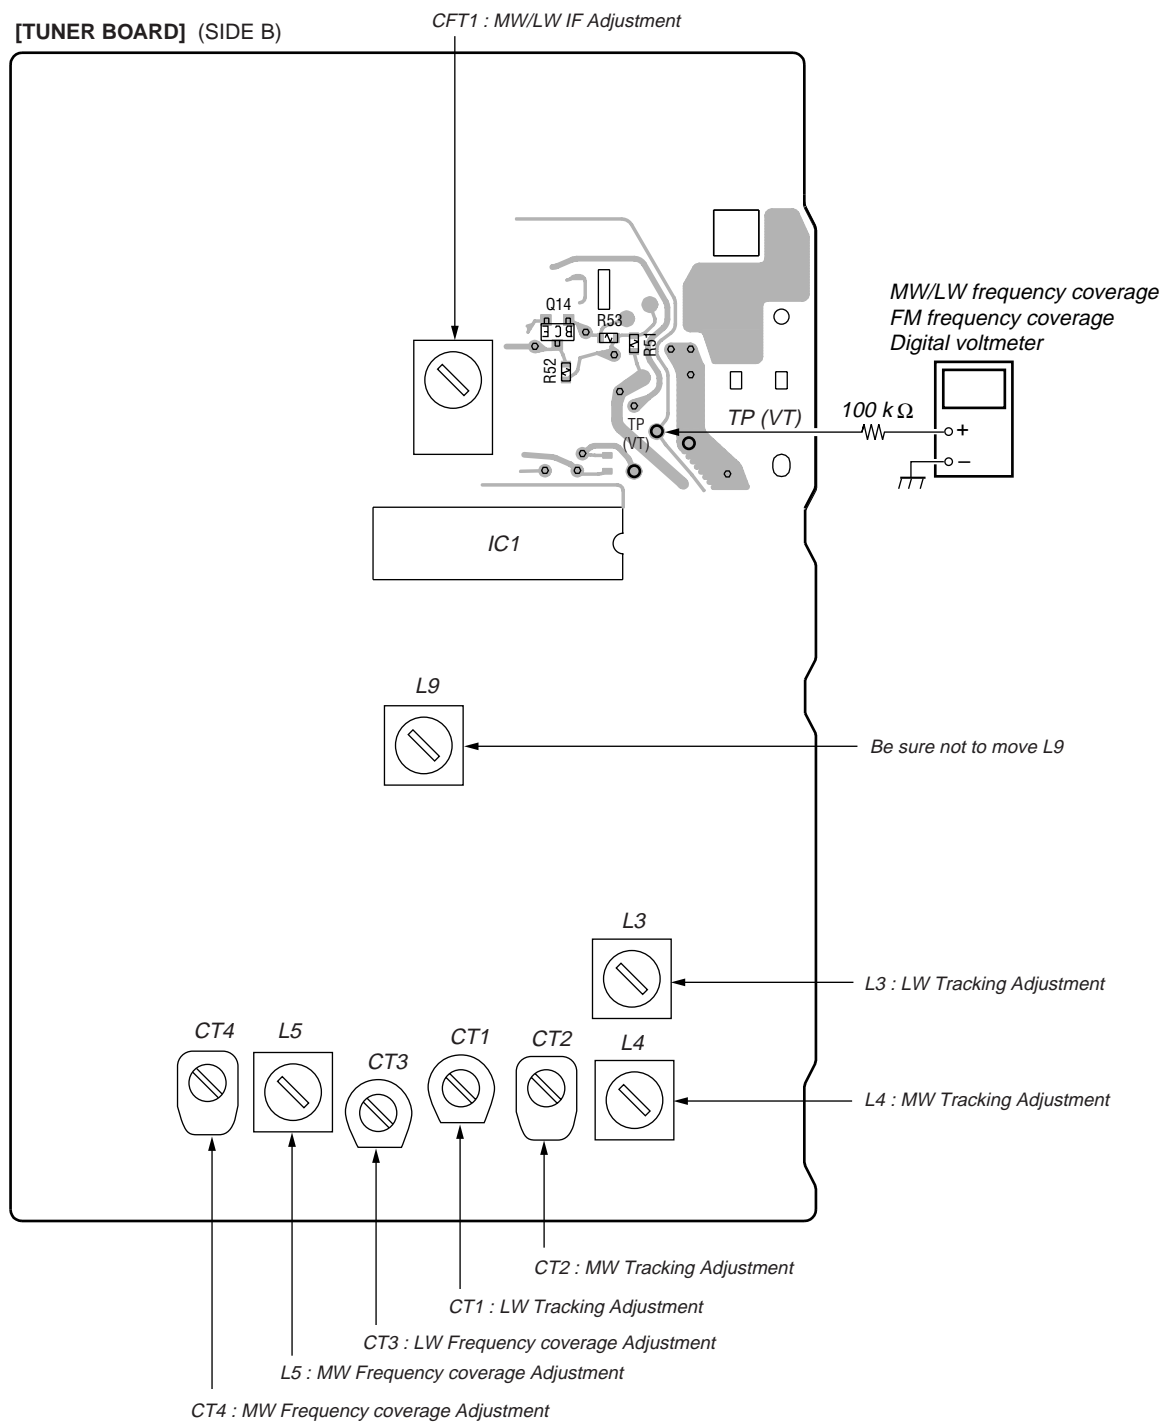 CFT1 : MW/LW IF Adjustment
[TUNER BOARD] (SIDE B)
MW/LW frequency coverage
FM frequency coverage
Digital voltmeter
Q14
B C E
R53
R51
R52
TP
(VT)
TP (VT)
100 kΩ
+
–
IC1
L9
Be sure not to move L9
L3
L3 : LW Tracking Adjustment
CT4
L5
CT3
CT1
CT2
L4
L4 : MW Tracking Adjustment
CT2 : MW Tracking Adjustment
CT1 : LW Tracking Adjustment
CT3 : LW Frequency coverage Adjustment
L5 : MW Frequency coverage Adjustment
CT4 : MW Frequency coverage Adjustment